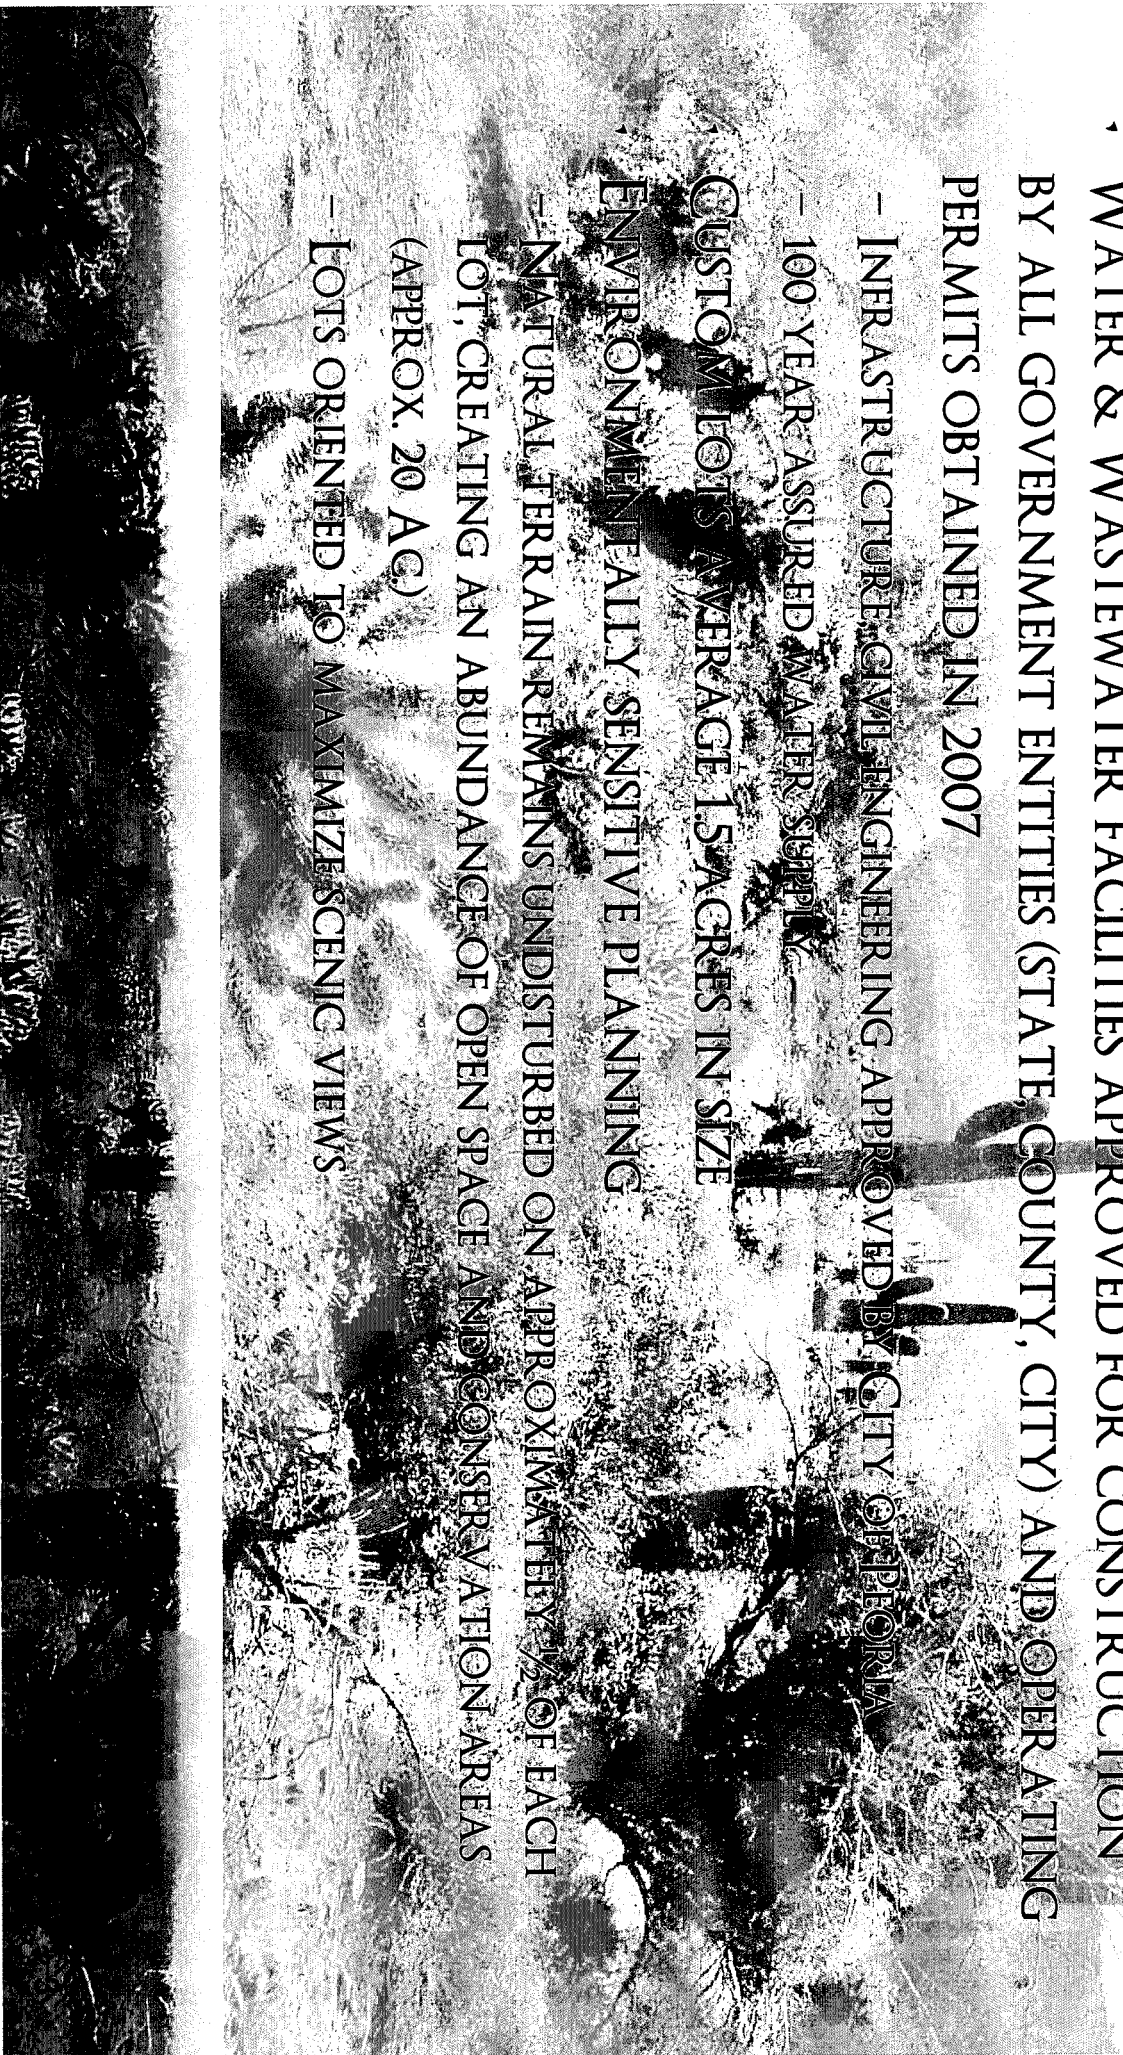 • WATER & WASTEWATER FACILITIES APPROVED FOR CONSTRUCTION
BY ALL GOVERNMENT ENTITIES (STATE, COUNTY, CITY) AND OPERATING
PERMITS OBTAINED IN 2007
– INFRASTRUCTURE CIVIL ENGINEERING APPROVED BY CITY OF PEORIA
– 100 YEAR ASSURED WATER SUPPLY
• CUSTOM LOTS AVERAGE 1.5 ACRES IN SIZE
• ENVIRONMENTALLY SENSITIVE PLANNING
– NATURAL TERRAIN REMAINS UNDISTURBED ON APPROXIMATELY ½ OF EACH
LOT, CREATING AN ABUNDANCE OF OPEN SPACE AND CONSERVATION AREAS
(APPROX. 20 AC.)
– LOTS ORIENTED TO MAXIMIZE SCENIC VIEWS